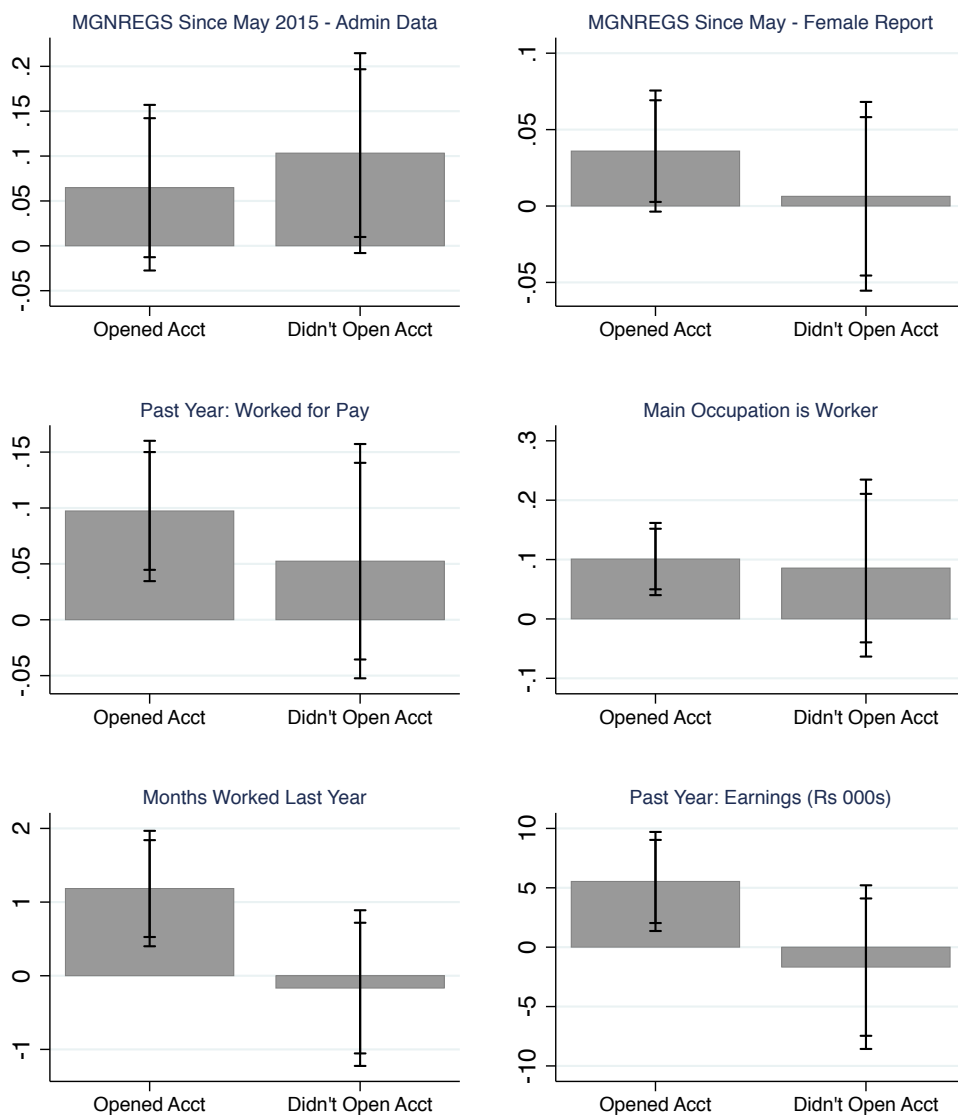 MGNREGS Since May 2015 - Admin Data
.2
.15
.1
.05
0
-.05
Opened Acct Didn't Open Acct
MGNREGS Since May - Female Report
.1
.05
0
-.05
Opened Acct Didn't Open Acct
Past Year: Worked for Pay
.15
.1
.05
0
-.05
Opened Acct Didn't Open Acct
Main Occupation is Worker
.3
.2
.1
0
-.1
Opened Acct Didn't Open Acct
Months Worked Last Year
2
1
0
-1
Opened Acct Didn't Open Acct
Past Year: Earnings (Rs 000s)
10
5
0
-5
-10
Opened Acct Didn't Open Acct